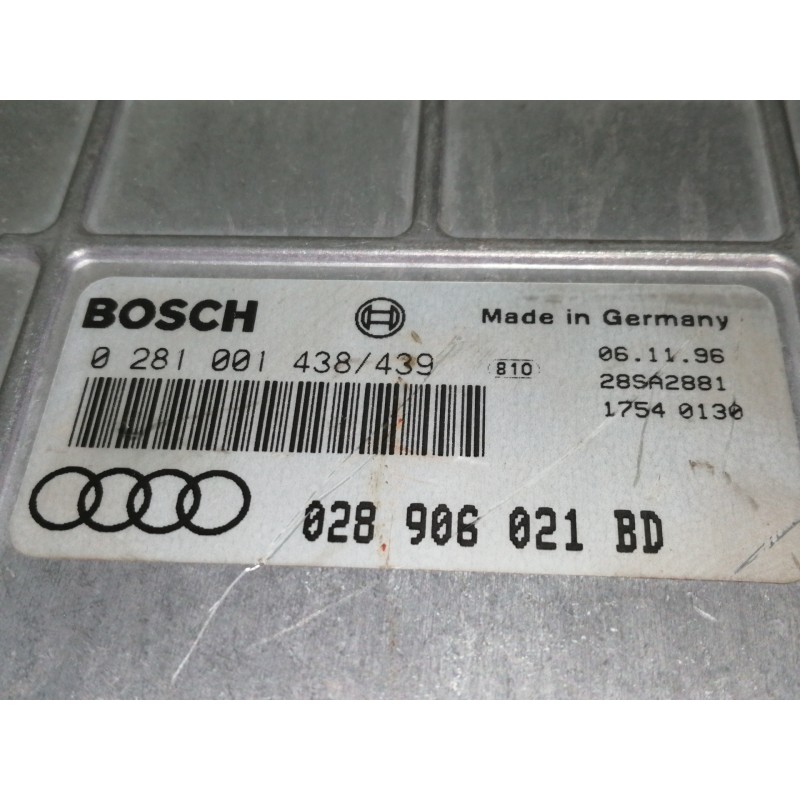 BOSCH
Made in Germany
0 281 001 438/439
810
06.11.96
28SA2881
1754 0130
028 906 021 BD